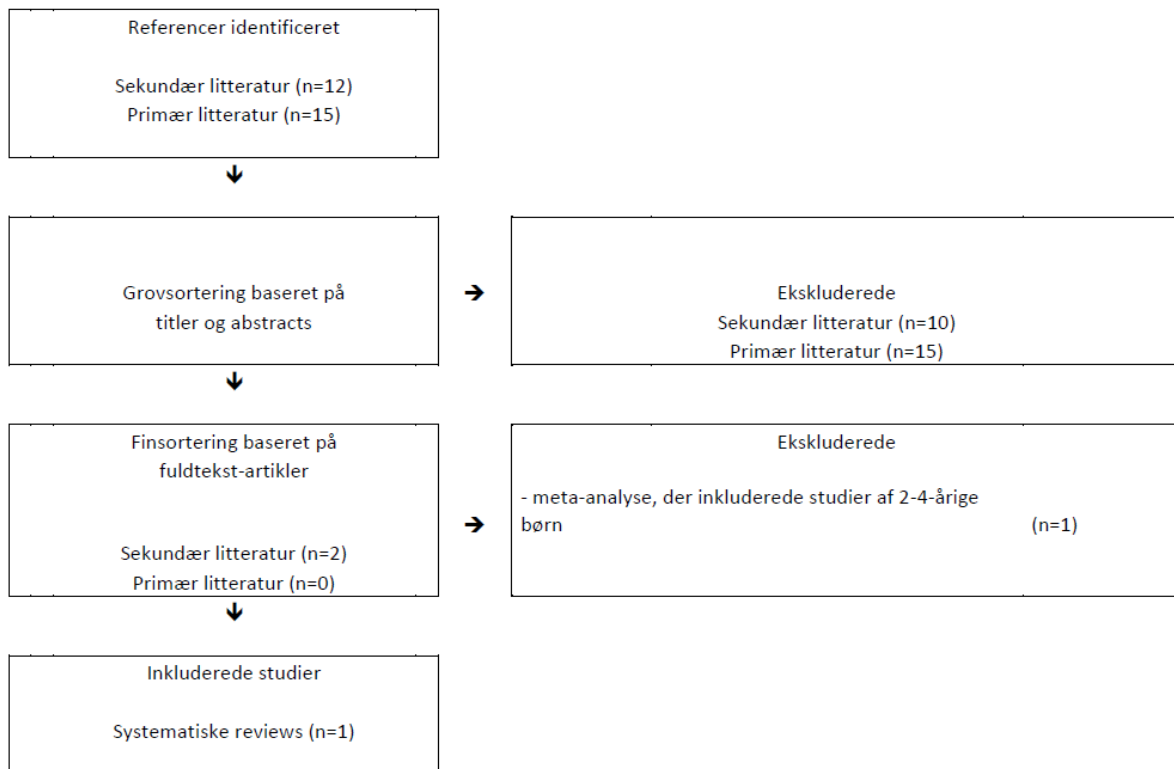 Referencer identificeret
Sekundær litteratur (n=12)
Primær litteratur (n=15)
Grovsortering baseret på
titler og abstracts
Ekskluderede
Sekundær litteratur (n=10)
Primær litteratur (n=15)
Finsortering baseret på
fuldtekst-artikler
Sekundær litteratur (n=2)
Primær litteratur (n=0)
Ekskluderede
- meta-analyse, der inkluderede studier af 2-4-årige
børn (n=1)
Inkluderede studier
Systematiske reviews (n=1)